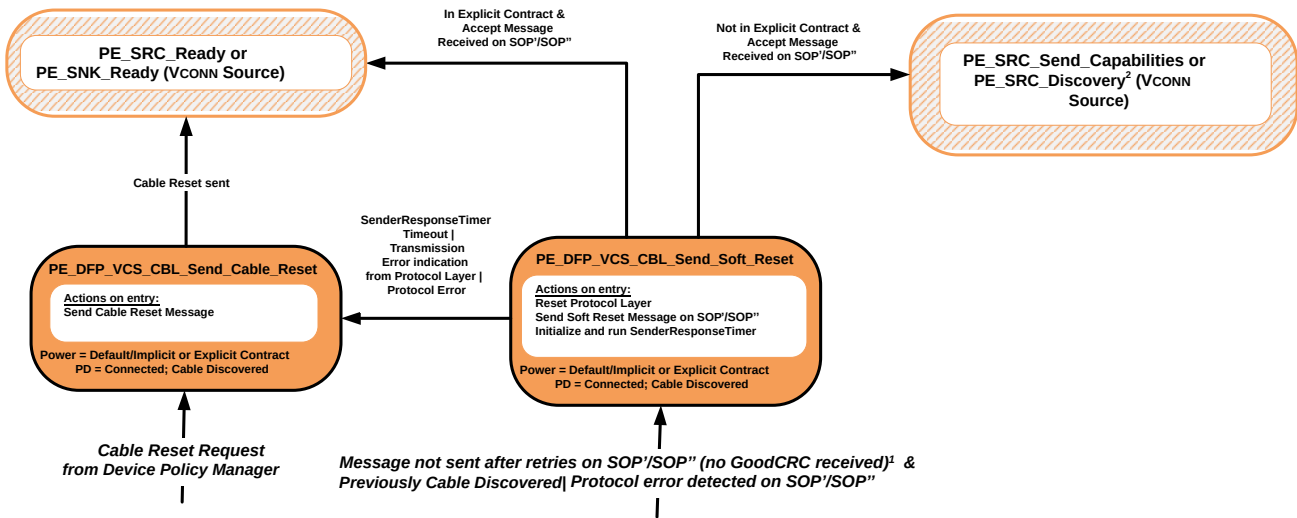 In Explicit Contract &
Accept Message
Received on SOP’/SOP’’
Not in Explicit Contract &
Accept Message
Received on SOP’/SOP’’
PE_SRC_Ready or
PE_SNK_Ready (VCONN Source)
PE_SRC_Send_Capabilities or
PE_SRC_Discovery² (VCONN
Source)
Cable Reset sent
SenderResponseTimer
Timeout |
Transmission
Error indication
from Protocol Layer |
Protocol Error
PE_DFP_VCS_CBL_Send_Cable_Reset
Actions on entry:
Send Cable Reset Message
Power = Default/Implicit or Explicit Contract
PD = Connected; Cable Discovered
PE_DFP_VCS_CBL_Send_Soft_Reset
Actions on entry:
Reset Protocol Layer
Send Soft Reset Message on SOP’/SOP’’
Initialize and run SenderResponseTimer
Power = Default/Implicit or Explicit Contract
PD = Connected; Cable Discovered
Cable Reset Request
from Device Policy Manager
Message not sent after retries on SOP’/SOP’’ (no GoodCRC received)¹ &
Previously Cable Discovered| Protocol error detected on SOP’/SOP’’